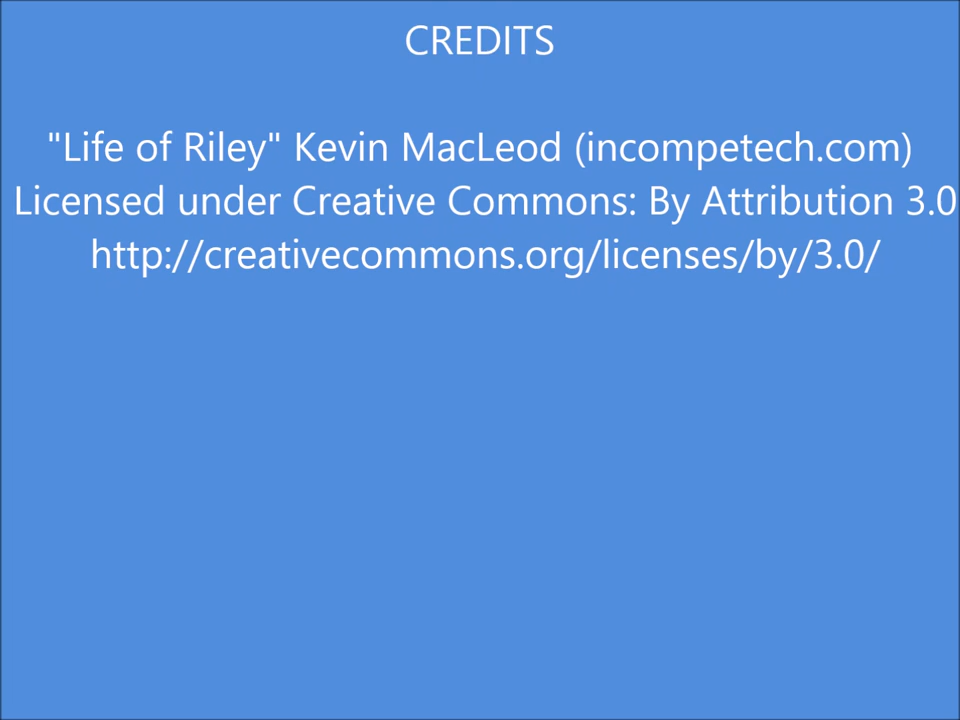 CREDITS
"Life of Riley" Kevin MacLeod (incompetech.com)
Licensed under Creative Commons: By Attribution 3.0
http://creativecommons.org/licenses/by/3.0/